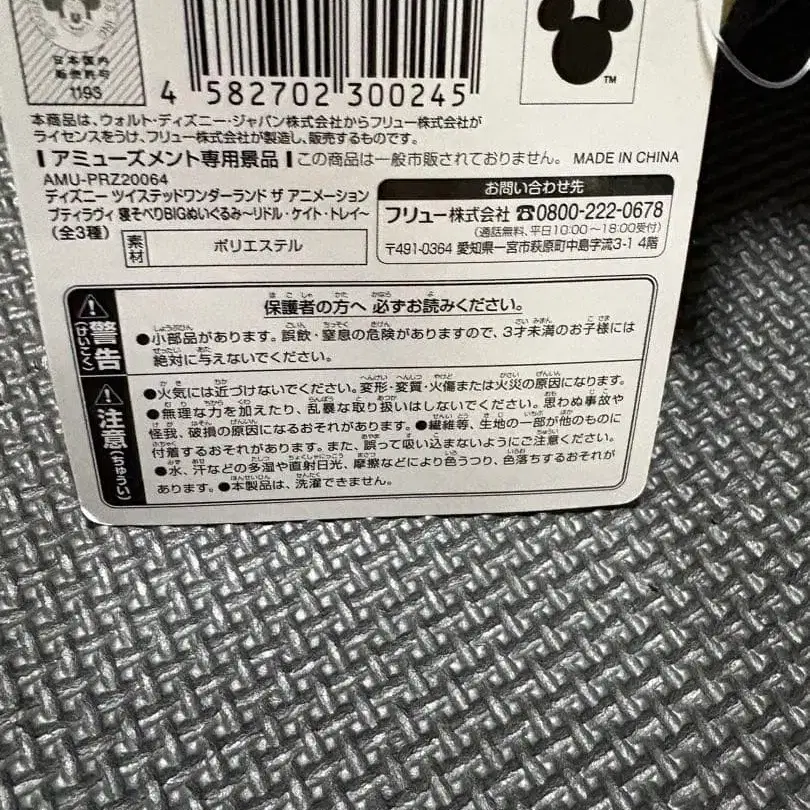 日本国内
販売許可
1193
4 582702 300245
TM
本商品は、ウォルト・ディズニー・ジャパン株式会社からフリュー株式会社が
ライセンスをうけ、フリュー株式会社が製造し、販売するものです。
アミューズメント専用景品 この商品は一般市販されておりません。 MADE IN CHINA
AMU-PRZ20064
ディズニー ツイステッドワンダーランド ザ アニメーション
プティラヴィ 寝そべりBIGぬいぐるみ~リドル・ケイト・トレイ~
(全3種)
素材 ポリエステル
お問い合わせ先
フリュー株式会社 ☎0800-222-0678
(通話無料、平日10:00~18:00受付)
〒491-0364 愛知県一宮市萩原町中島字流3-1 4階
警告(けいこく)
保護者の方へ 必ずお読みください。
●小部品があります。誤飲・窒息の危険がありますので、3才未満のお子様には
絶対に与えないでください。
注意(ちゅうい)
●火気には近づけないでください。変形・変質・火傷または火災の原因になります。
●無理な力を加えたり、乱暴な取り扱いはしないでください。思わぬ事故や
怪我、破損の原因になるおそれがあります。●繊維等、生地の一部が他のものに
付着するおそれがあります。また、誤って吸い込まないようにご注意ください。
●水、汗などの多湿や直射日光、摩擦などにより色うつり、色落ちするおそれが
あります。●本製品は、洗濯できません。